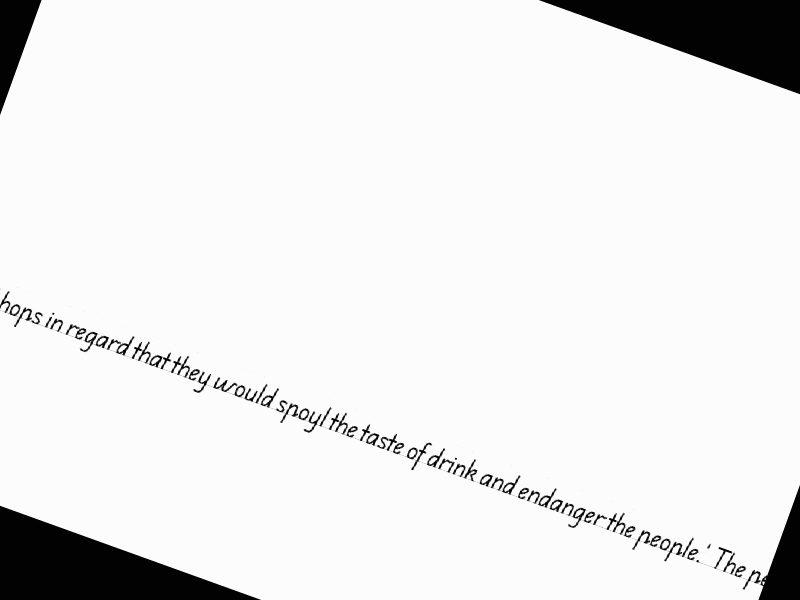 hops in regard that they would spoyl the taste of drink and endanger the people.' The